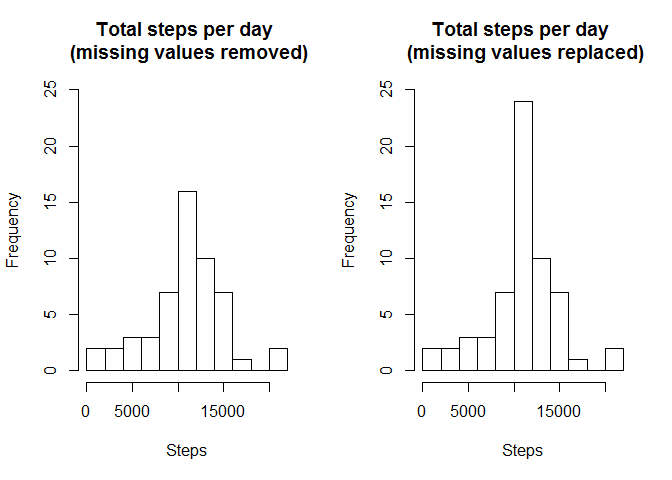 Total steps per day
(missing values removed)
Frequency
25
20
15
10
5
0
0 5000 15000
Steps
Total steps per day
(missing values replaced)
Frequency
25
20
15
10
5
0
0 5000 15000
Steps